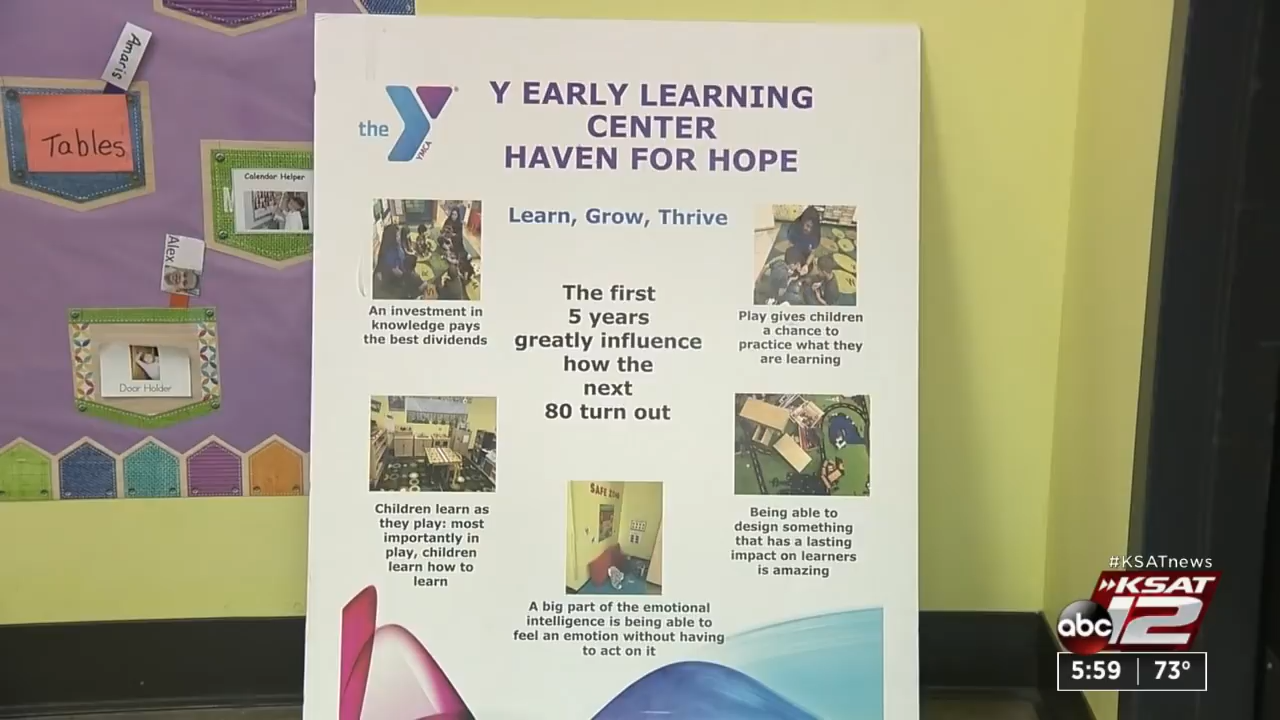 Amaris
Tables
Calendar Helper
Alex
Door Holder
the
YMCA
Y EARLY LEARNING
CENTER
HAVEN FOR HOPE
Learn, Grow, Thrive
The first
5 years
greatly influence
how the
next
80 turn out
An investment in
knowledge pays
the best dividends
Play gives children
a chance to
practice what they
are learning
Children learn as
they play: most
importantly in
play, children
learn how to
learn
SAFE
A big part of the emotional
intelligence is being able to
feel an emotion without having
to act on it
Being able to
design something
that has a lasting
impact on learners
is amazing
#KSATnews
KSAT
abc 12
5:59 73°